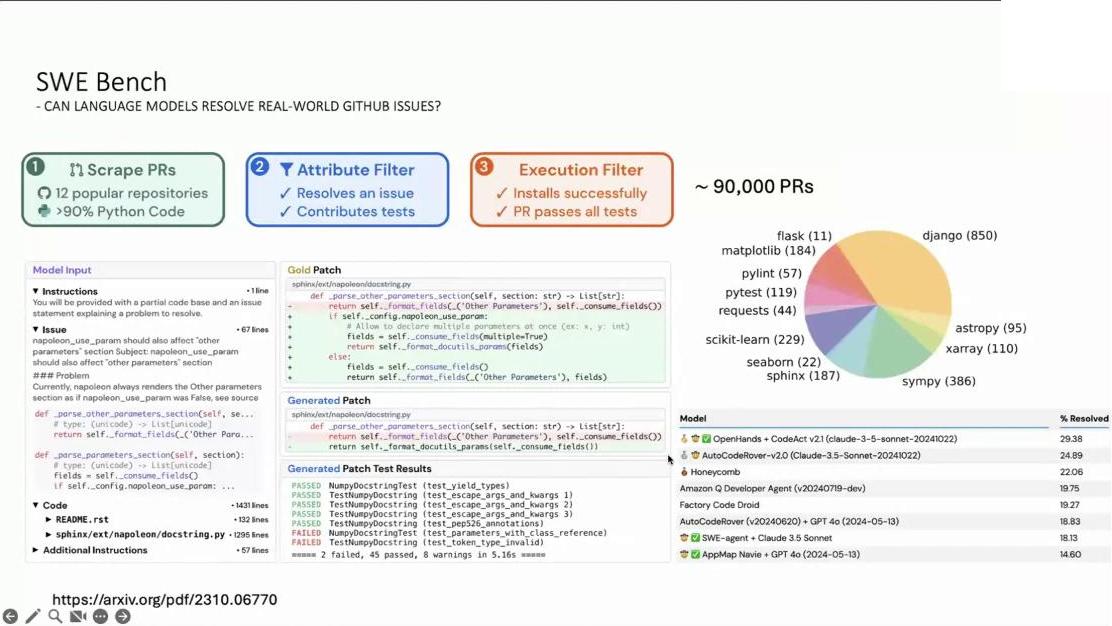 SWE Bench
- CAN LANGUAGE MODELS RESOLVE REAL-WORLD GITHUB ISSUES?
1 Scrape PRs
12 popular repositories
>90% Python Code
2 Attribute Filter
✓ Resolves an issue
✓ Contributes tests
3 Execution Filter
✓ Installs successfully
✓ PR passes all tests
~ 90,000 PRs
flask (11)
matplotlib (184)
pylint (57)
pytest (119)
requests (44)
scikit-learn (229)
seaborn (22)
sphinx (187)
django (850)
astropy (95)
xarray (110)
sympy (386)
Model Input
▼ Instructions • 1 line
You will be provided with a partial code base and an issue
statement explaining a problem to resolve.
▼ Issue • 67 lines
napoleon_use_param should also affect "other
parameters" section Subject: napoleon_use_param
should also affect "other parameters" section
### Problem
Currently, napoleon always renders the Other parameters
section as if napoleon_use_param was False, see source
def _parse_other_parameters_section(self, se...
# type: (unicode) -> List[unicode]
return self._format_fields(_('Other Para...
def _parse_parameters_section(self, section):
# type: (unicode) -> List[unicode]
fields = self._consume_fields()
if self._config.napoleon_use_param: ...
▼ Code • 1431 lines
► README.rst • 132 lines
► sphinx/ext/napoleon/docstring.py • 1295 lines
► Additional Instructions • 57 lines
Gold Patch
sphinx/ext/napoleon/docstring.py
def _parse_other_parameters_section(self, section: str) -> List[str]:
- return self._format_fields(_('Other Parameters'), self._consume_fields())
+ if self._config.napoleon_use_param:
+ # Allow to declare multiple parameters at once (ex: x, y: int)
+ fields = self._consume_fields(multiple=True)
+ return self._format_docutils_params(fields)
+ else:
+ fields = self._consume_fields()
+ return self._format_fields(_('Other Parameters'), fields)
Generated Patch
sphinx/ext/napoleon/docstring.py
def _parse_other_parameters_section(self, section: str) -> List[str]:
- return self._format_fields(_('Other Parameters'), self._consume_fields())
+ return self._format_docutils_params(self._consume_fields())
Generated Patch Test Results
PASSED NumpyDocstringTest (test_yield_types)
PASSED TestNumpyDocstring (test_escape_args_and_kwargs 1)
PASSED TestNumpyDocstring (test_escape_args_and_kwargs 2)
PASSED TestNumpyDocstring (test_escape_args_and_kwargs 3)
PASSED TestNumpyDocstring (test_pep526_annotations)
FAILED NumpyDocstringTest (test_parameters_with_class_reference)
FAILED TestNumpyDocstring (test_token_type_invalid)
===== 2 failed, 45 passed, 8 warnings in 5.16s =====
Model % Resolved
OpenHands + CodeAct v2.1 (claude-3-5-sonnet-20241022) 29.38
AutoCodeRover-v2.0 (Claude-3.5-Sonnet-20241022) 24.89
Honeycomb 22.06
Amazon Q Developer Agent (v20240719-dev) 19.75
Factory Code Droid 19.27
AutoCodeRover (v20240620) + GPT 4o (2024-05-13) 18.83
SWE-agent + Claude 3.5 Sonnet 18.13
AppMap Navie + GPT 4o (2024-05-13) 14.60
https://arxiv.org/pdf/2310.06770